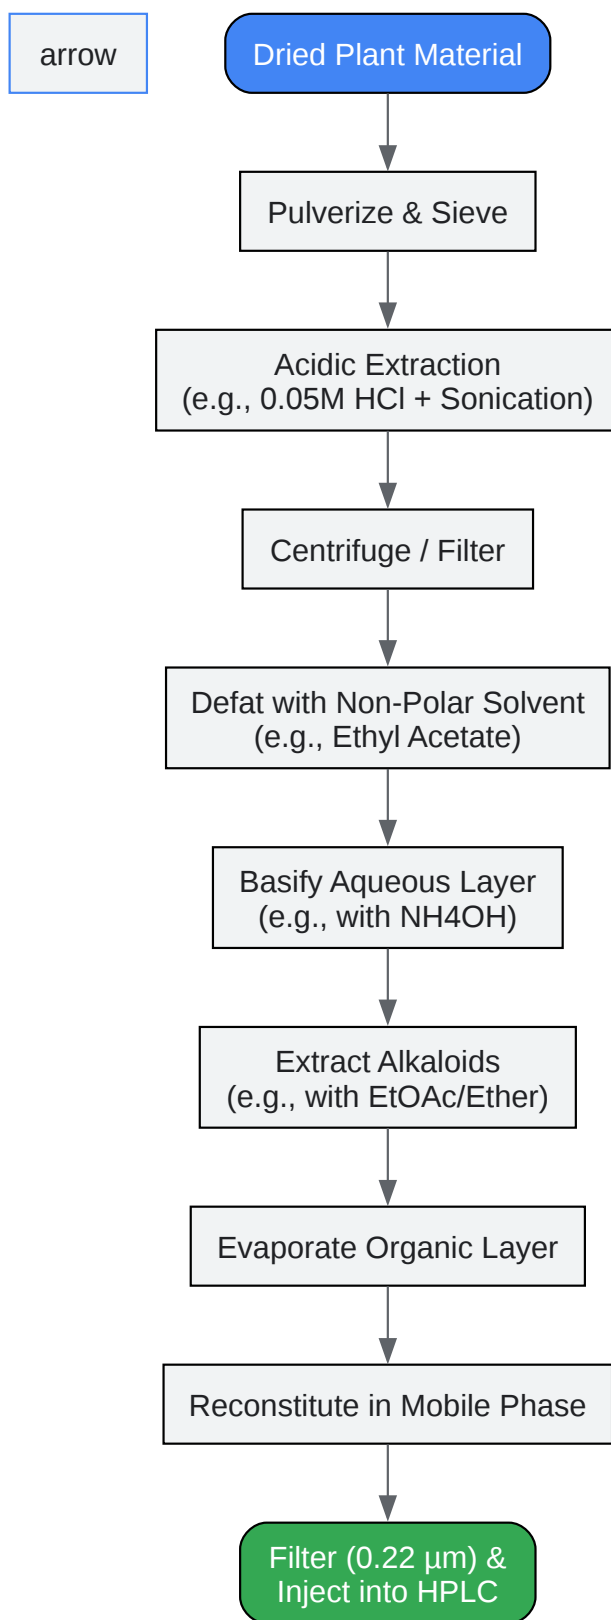 arrow
Dried Plant Material
Pulverize & Sieve
Acidic Extraction
(e.g., 0.05M HCl + Sonication)
Centrifuge / Filter
Defat with Non-Polar Solvent
(e.g., Ethyl Acetate)
Basify Aqueous Layer
(e.g., with NH4OH)
Extract Alkaloids
(e.g., with EtOAc/Ether)
Evaporate Organic Layer
Reconstitute in Mobile Phase
Filter (0.22 µm) &
Inject into HPLC